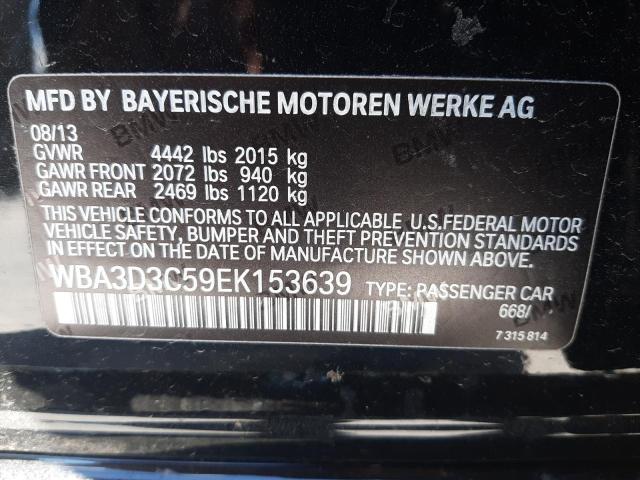 MFD BY BAYERISCHE MOTOREN WERKE AG
08/13
GVWR 4442 lbs 2015 kg
GAWR FRONT 2072 lbs 940 kg
GAWR REAR 2469 lbs 1120 kg
THIS VEHICLE CONFORMS TO ALL APPLICABLE U.S.FEDERAL MOTOR
VEHICLE SAFETY, BUMPER AND THEFT PREVENTION STANDARDS
IN EFFECT ON THE DATE OF MANUFACTURE SHOWN ABOVE.
WBA3D3C59EK153639 TYPE: PASSENGER CAR
668/
7 315 814